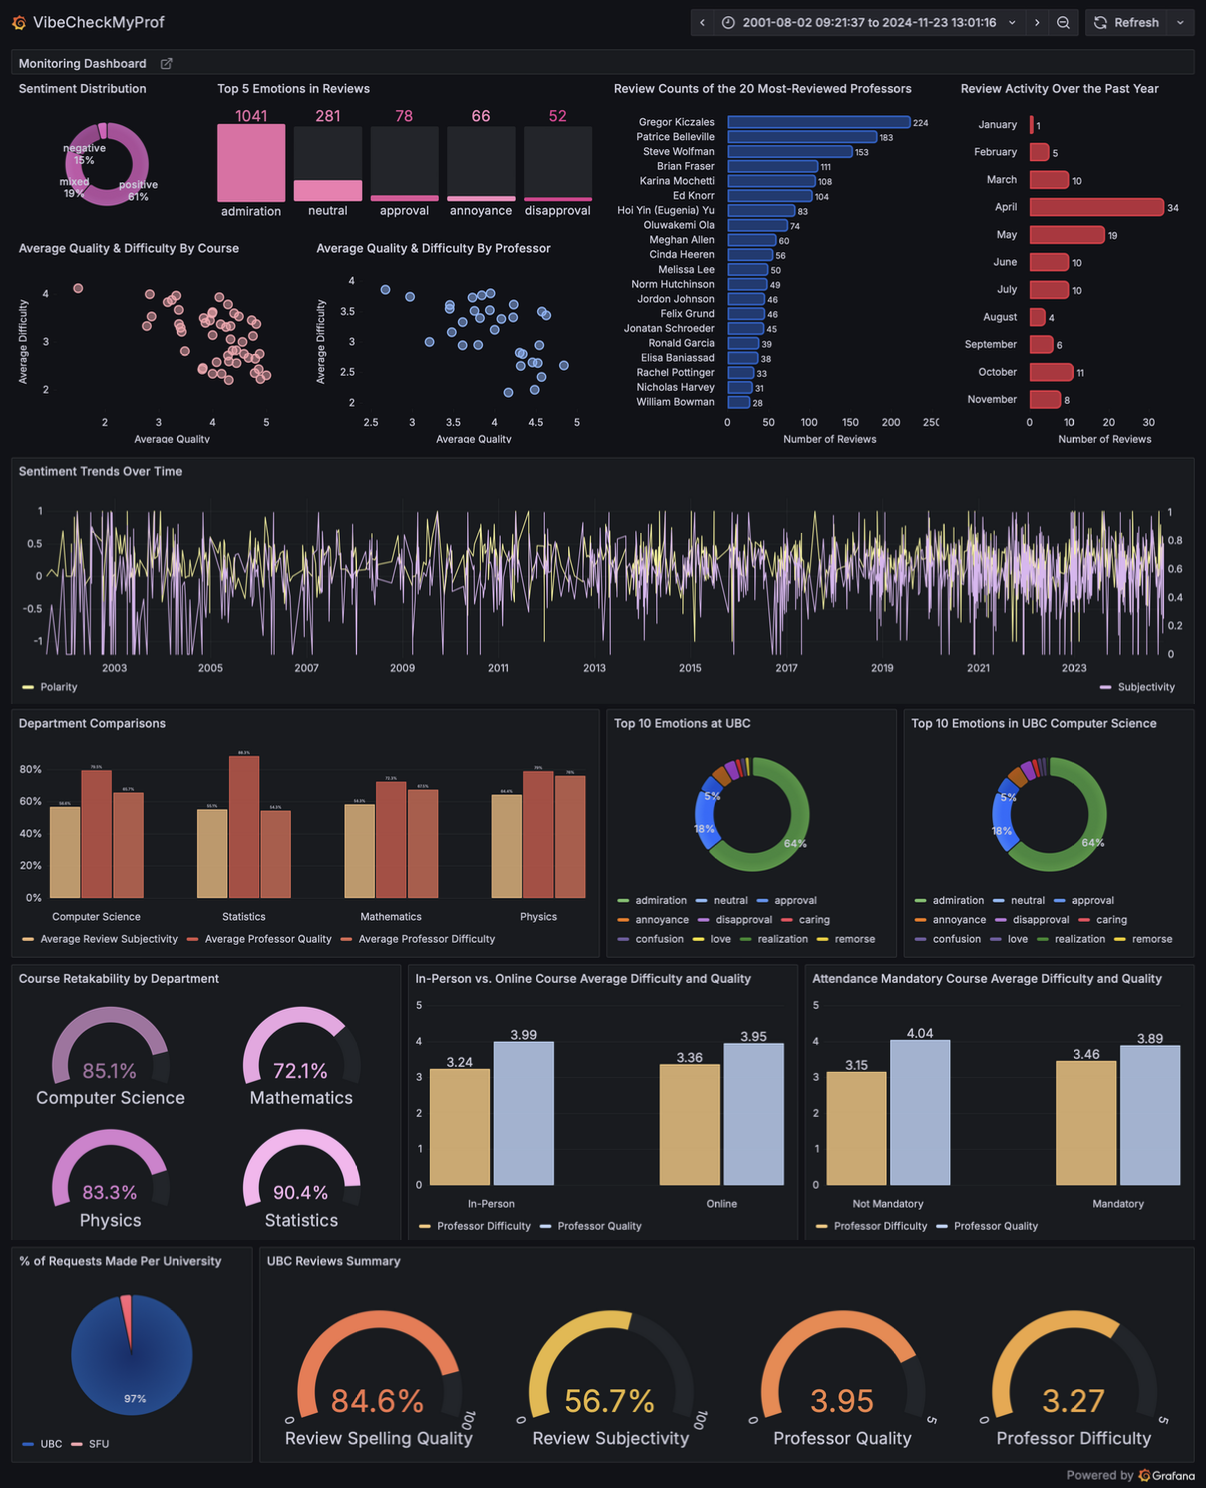 VibeCheckMyProf
2001-08-02 09:21:37 to 2024-11-23 13:01:16
Refresh
Monitoring Dashboard
Sentiment Distribution
negative
15%
mixed
19%
positive
61%
Top 5 Emotions in Reviews
1041 281 78 66 52
admiration neutral approval annoyance disapproval
Review Counts of the 20 Most-Reviewed Professors
Gregor Kiczales 224
Patrice Belleville 183
Steve Wolfman 153
Brian Fraser 111
Karina Mochetti 108
Ed Knorr 104
Hoi Yin (Eugenia) Yu 83
Oluwakemi Ola 74
Meghan Allen 60
Cinda Heeren 56
Melissa Lee 50
Norm Hutchinson 49
Jordon Johnson 46
Felix Grund 46
Jonatan Schroeder 45
Ronald Garcia 39
Elisa Baniassad 38
Rachel Pottinger 33
Nicholas Harvey 31
William Bowman 28
0 50 100 150 200
Number of Reviews
Review Activity Over the Past Year
January 1
February 5
March 10
April 34
May 19
June 10
July 10
August 4
September 6
October 11
November 8
0 10 20 30
Number of Reviews
Average Quality & Difficulty By Course
Average Difficulty
4
3
2
2 3 4 5
Average Quality
Average Quality & Difficulty By Professor
Average Difficulty
4
3.5
3
2.5
2
2.5 3 3.5 4 4.5 5
Average Quality
Sentiment Trends Over Time
1
0.5
0
-0.5
-1
1
0.8
0.6
0.4
0.2
0
2003 2005 2007 2009 2011 2013 2015 2017 2019 2021 2023
Polarity
Subjectivity
Department Comparisons
80%
60%
40%
20%
0%
Computer Science Statistics Mathematics Physics
Average Review Subjectivity Average Professor Quality Average Professor Difficulty
Top 10 Emotions at UBC
5%
18%
64%
admiration neutral approval
annoyance disapproval caring
confusion love realization remorse
Top 10 Emotions in UBC Computer Science
5%
18%
64%
admiration neutral approval
annoyance disapproval caring
confusion love realization remorse
Course Retakability by Department
85.1%
Computer Science
72.1%
Mathematics
83.3%
Physics
90.4%
Statistics
In-Person vs. Online Course Average Difficulty and Quality
5
4
3
2
1
0
3.24 3.99 3.36 3.95
In-Person Online
Professor Difficulty Professor Quality
Attendance Mandatory Course Average Difficulty and Quality
5
4
3
2
1
0
3.15 4.04 3.46 3.89
Not Mandatory Mandatory
Professor Difficulty Professor Quality
% of Requests Made Per University
97%
UBC SFU
UBC Reviews Summary
0 84.6% 100
Review Spelling Quality
0 56.7% 100
Review Subjectivity
0 3.95 5
Professor Quality
0 3.27 5
Professor Difficulty
Powered by Grafana